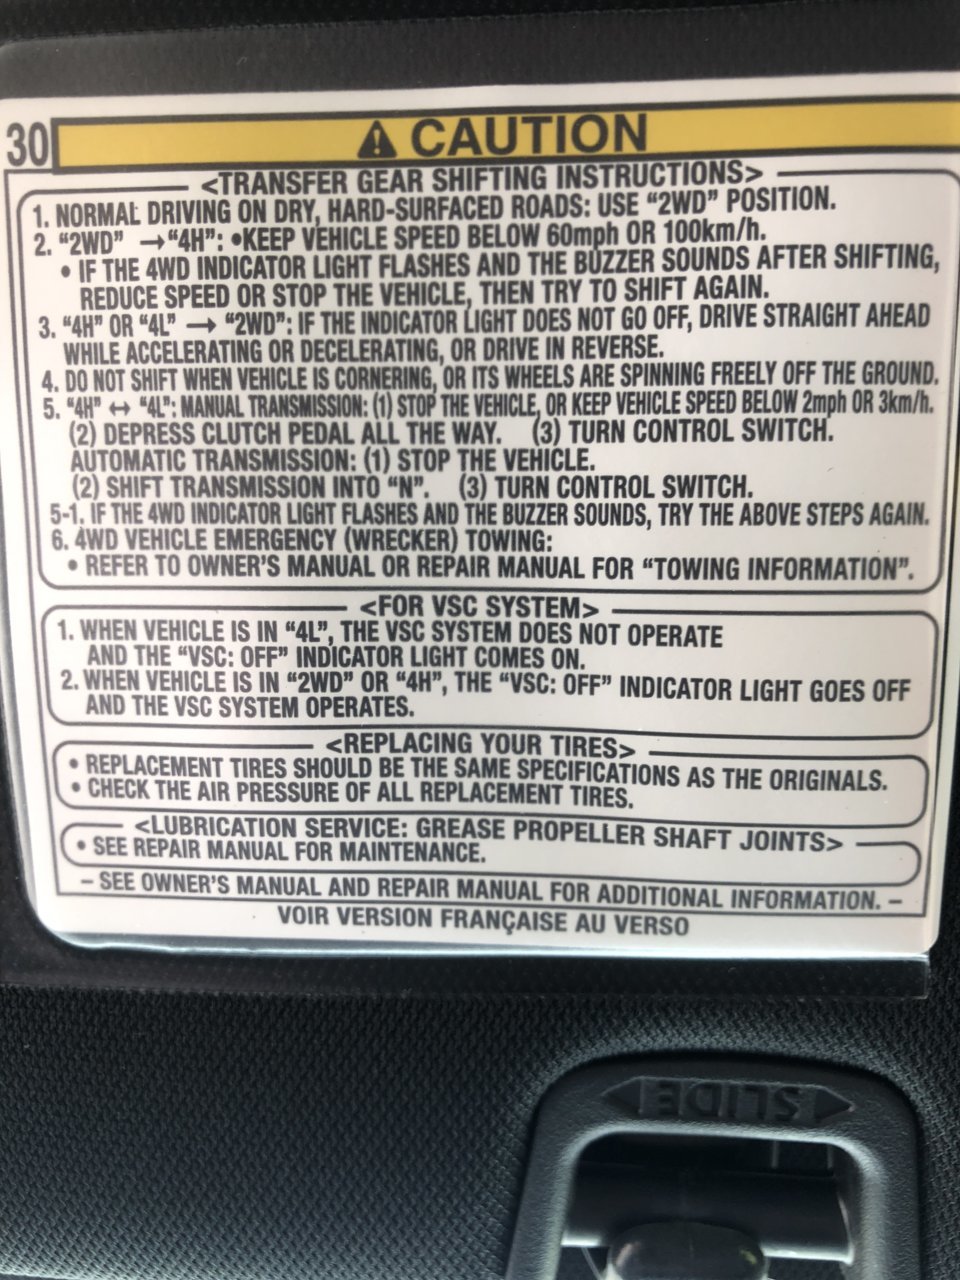 30
⚠ CAUTION
<TRANSFER GEAR SHIFTING INSTRUCTIONS>
1. NORMAL DRIVING ON DRY, HARD-SURFACED ROADS: USE “2WD” POSITION.
2. “2WD” →“4H”: •KEEP VEHICLE SPEED BELOW 60mph OR 100km/h.
• IF THE 4WD INDICATOR LIGHT FLASHES AND THE BUZZER SOUNDS AFTER SHIFTING,
REDUCE SPEED OR STOP THE VEHICLE, THEN TRY TO SHIFT AGAIN.
3. “4H” OR “4L” → “2WD”: IF THE INDICATOR LIGHT DOES NOT GO OFF, DRIVE STRAIGHT AHEAD
WHILE ACCELERATING OR DECELERATING, OR DRIVE IN REVERSE.
4. DO NOT SHIFT WHEN VEHICLE IS CORNERING, OR ITS WHEELS ARE SPINNING FREELY OFF THE GROUND.
5. “4H” ↔ “4L”: MANUAL TRANSMISSION: (1) STOP THE VEHICLE, OR KEEP VEHICLE SPEED BELOW 2mph OR 3km/h.
(2) DEPRESS CLUTCH PEDAL ALL THE WAY. (3) TURN CONTROL SWITCH.
AUTOMATIC TRANSMISSION: (1) STOP THE VEHICLE.
(2) SHIFT TRANSMISSION INTO “N”. (3) TURN CONTROL SWITCH.
5-1. IF THE 4WD INDICATOR LIGHT FLASHES AND THE BUZZER SOUNDS, TRY THE ABOVE STEPS AGAIN.
6. 4WD VEHICLE EMERGENCY (WRECKER) TOWING:
• REFER TO OWNER’S MANUAL OR REPAIR MANUAL FOR “TOWING INFORMATION”.
<FOR VSC SYSTEM>
1. WHEN VEHICLE IS IN “4L”, THE VSC SYSTEM DOES NOT OPERATE
AND THE “VSC: OFF” INDICATOR LIGHT COMES ON.
2. WHEN VEHICLE IS IN “2WD” OR “4H”, THE “VSC: OFF” INDICATOR LIGHT GOES OFF
AND THE VSC SYSTEM OPERATES.
<REPLACING YOUR TIRES>
• REPLACEMENT TIRES SHOULD BE THE SAME SPECIFICATIONS AS THE ORIGINALS.
• CHECK THE AIR PRESSURE OF ALL REPLACEMENT TIRES.
<LUBRICATION SERVICE: GREASE PROPELLER SHAFT JOINTS>
• SEE REPAIR MANUAL FOR MAINTENANCE.
– SEE OWNER’S MANUAL AND REPAIR MANUAL FOR ADDITIONAL INFORMATION. –
VOIR VERSION FRANÇAISE AU VERSO
SLIDE